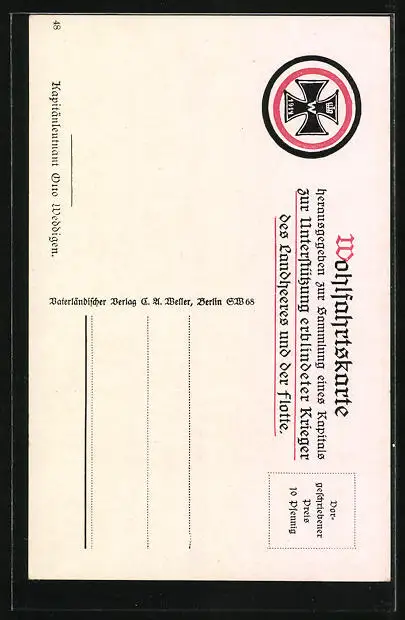 48
Wohlfahrtskarte
herausgegeben zur Sammlung eines Kapitals
zur Unterstützung erblindeter Krieger
des Landheeres und der Flotte.
W
1914
Vor-
geschriebener
Preis
10 Pfennig
Kapitänleutnant Otto Weddigen.
Vaterländischer Verlag C. A. Weller, Berlin SW 68